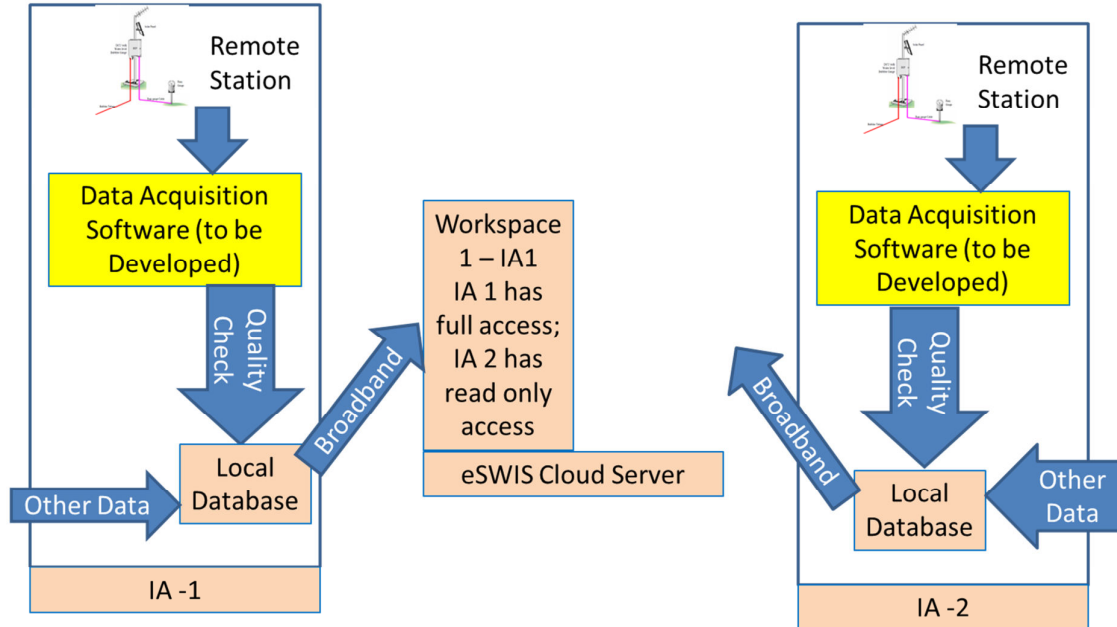 Remote
Station
Data Acquisition
Software (to be
Developed)
Quality
Check
Local
Database
Other Data
Broadband
IA -1
Workspace
1 – IA1
IA 1 has
full access;
IA 2 has
read only
access
eSWIS Cloud Server
Remote
Station
Data Acquisition
Software (to be
Developed)
Quality
Check
Broadband
Local
Database
Other
Data
IA -2